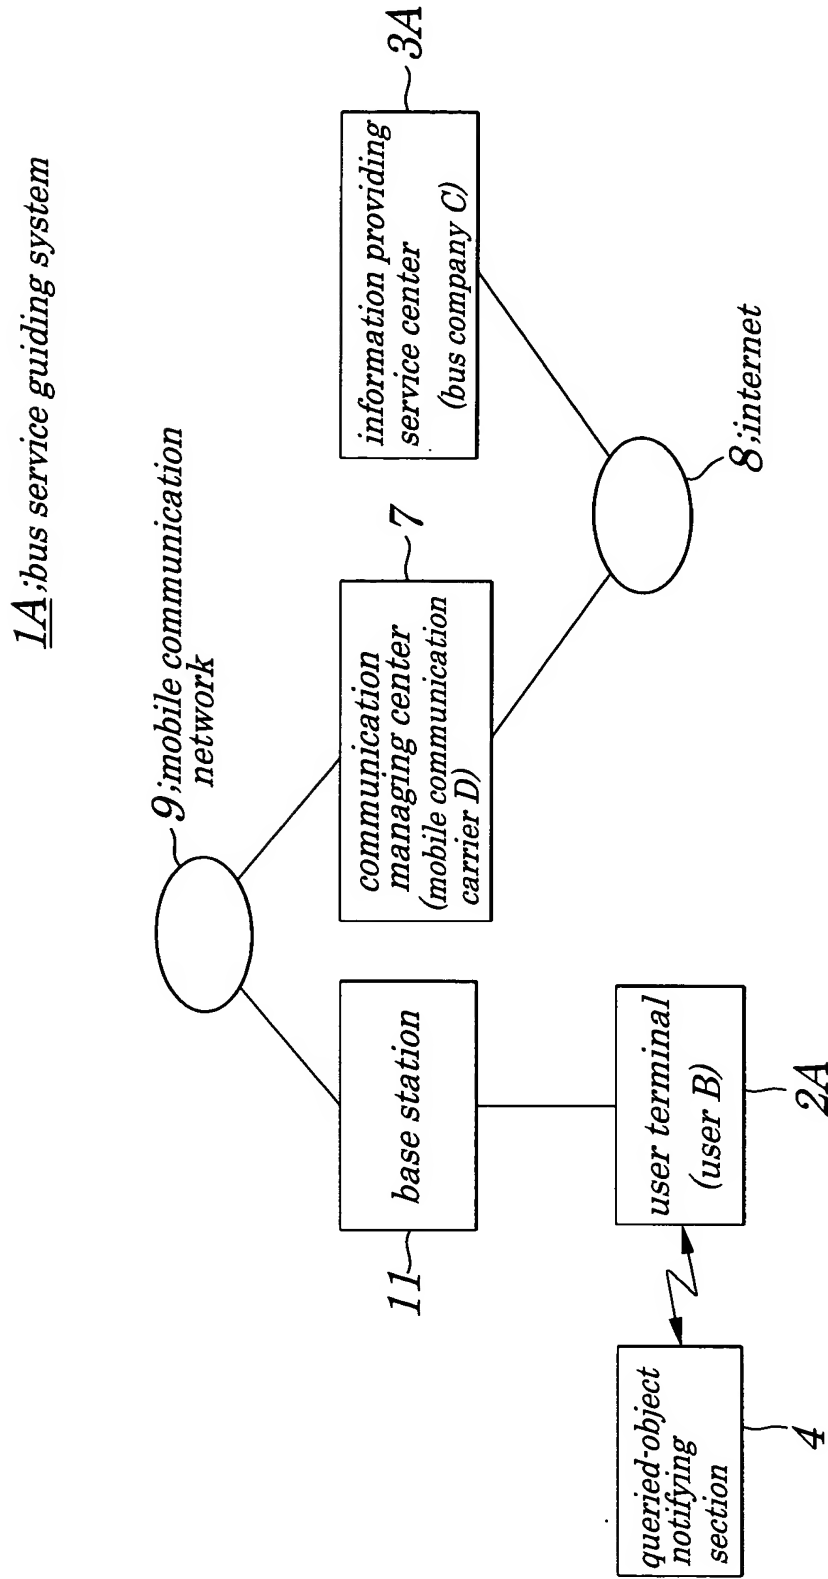 1A;bus service guiding system
9;mobile communication
network
11
base station
communication
managing center
(mobile communication
carrier D)
7
information providing
service center
(bus company C)
3A
queried-object
notifying
section
4
user terminal
(user B)
2A
8;internet